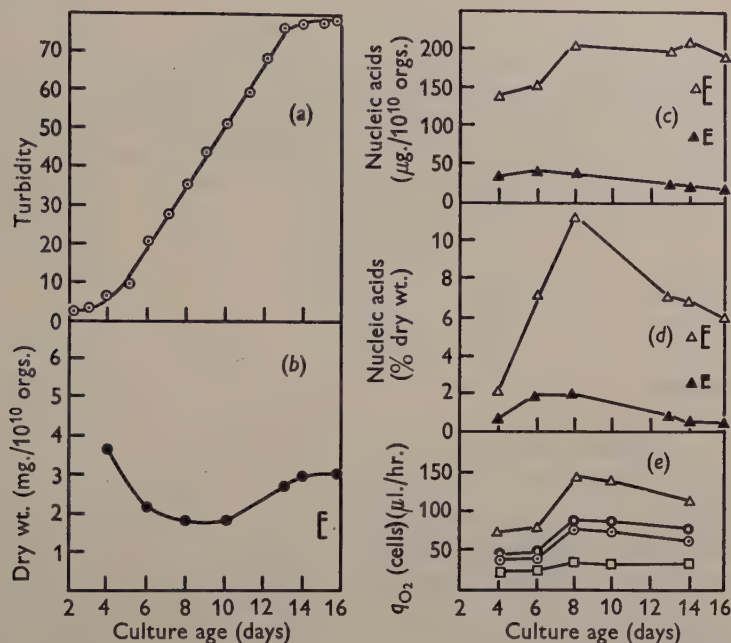 (a)
Turbidity
70
60
50
40
30
20
10
0
(b)
Dry wt. (mg./10¹⁰ orgs.)
6
5
4
3
2
1
2 4 6 8 10 12 14 16
Culture age (days)
(c)
Nucleic acids
(µg./10¹⁰ orgs.)
200
150
100
50
0
(d)
Nucleic acids
(% dry wt.)
10
8
6
4
2
0
(e)
qO₂ (cells)(µl./hr.)
150
100
50
4 6 8 10 12 14 16
Culture age (days)